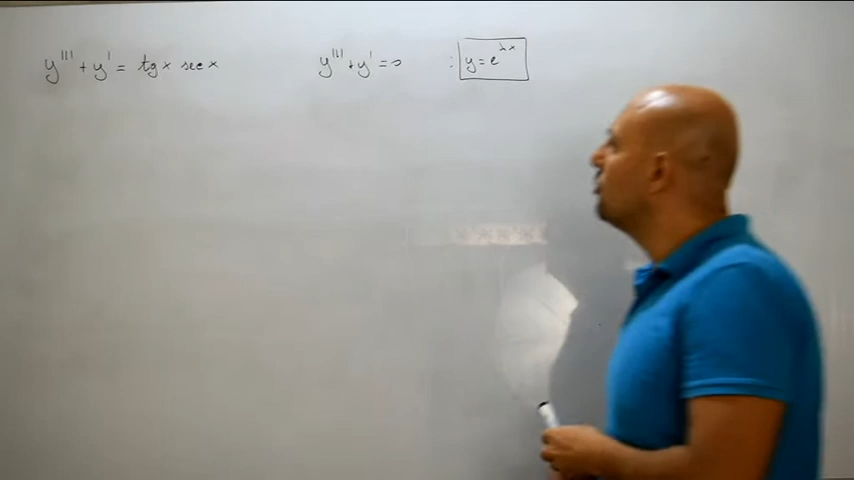 y''' + y' = tg x sec x
y''' + y' = 0 : y = e^λx